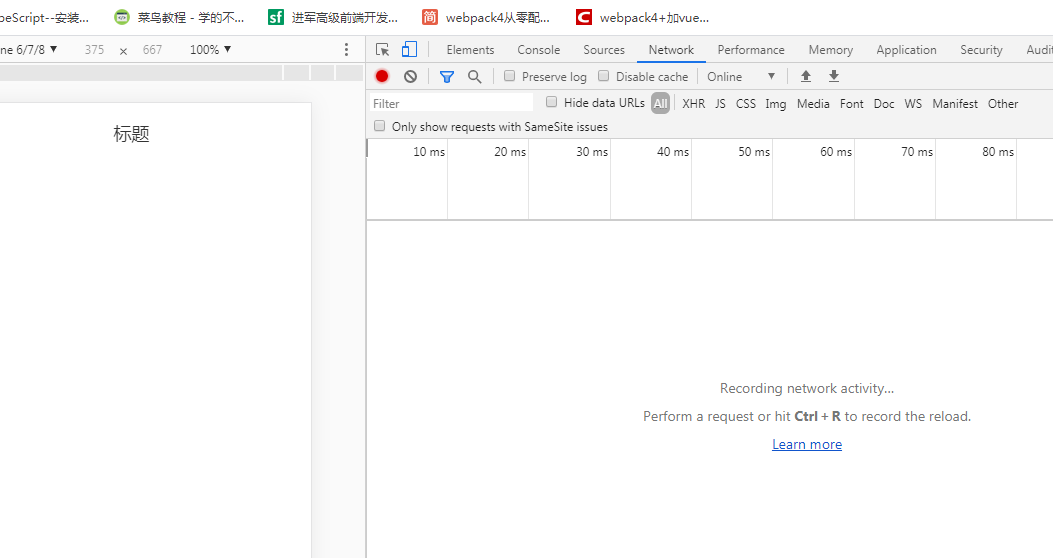 peScript--安装... 菜鸟教程 - 学的不... sf 进军高级前端开发... 简 webpack4从零配... C webpack4+加vue...
ne 6/7/8 ▼ 375 × 667 100% ▼ Elements Console Sources Network Performance Memory Application Security Audit
Preserve log Disable cache Online ▼
Filter Hide data URLs All XHR JS CSS Img Media Font Doc WS Manifest Other
Only show requests with SameSite issues
标题
10 ms 20 ms 30 ms 40 ms 50 ms 60 ms 70 ms 80 ms
Recording network activity...
Perform a request or hit Ctrl + R to record the reload.
Learn more